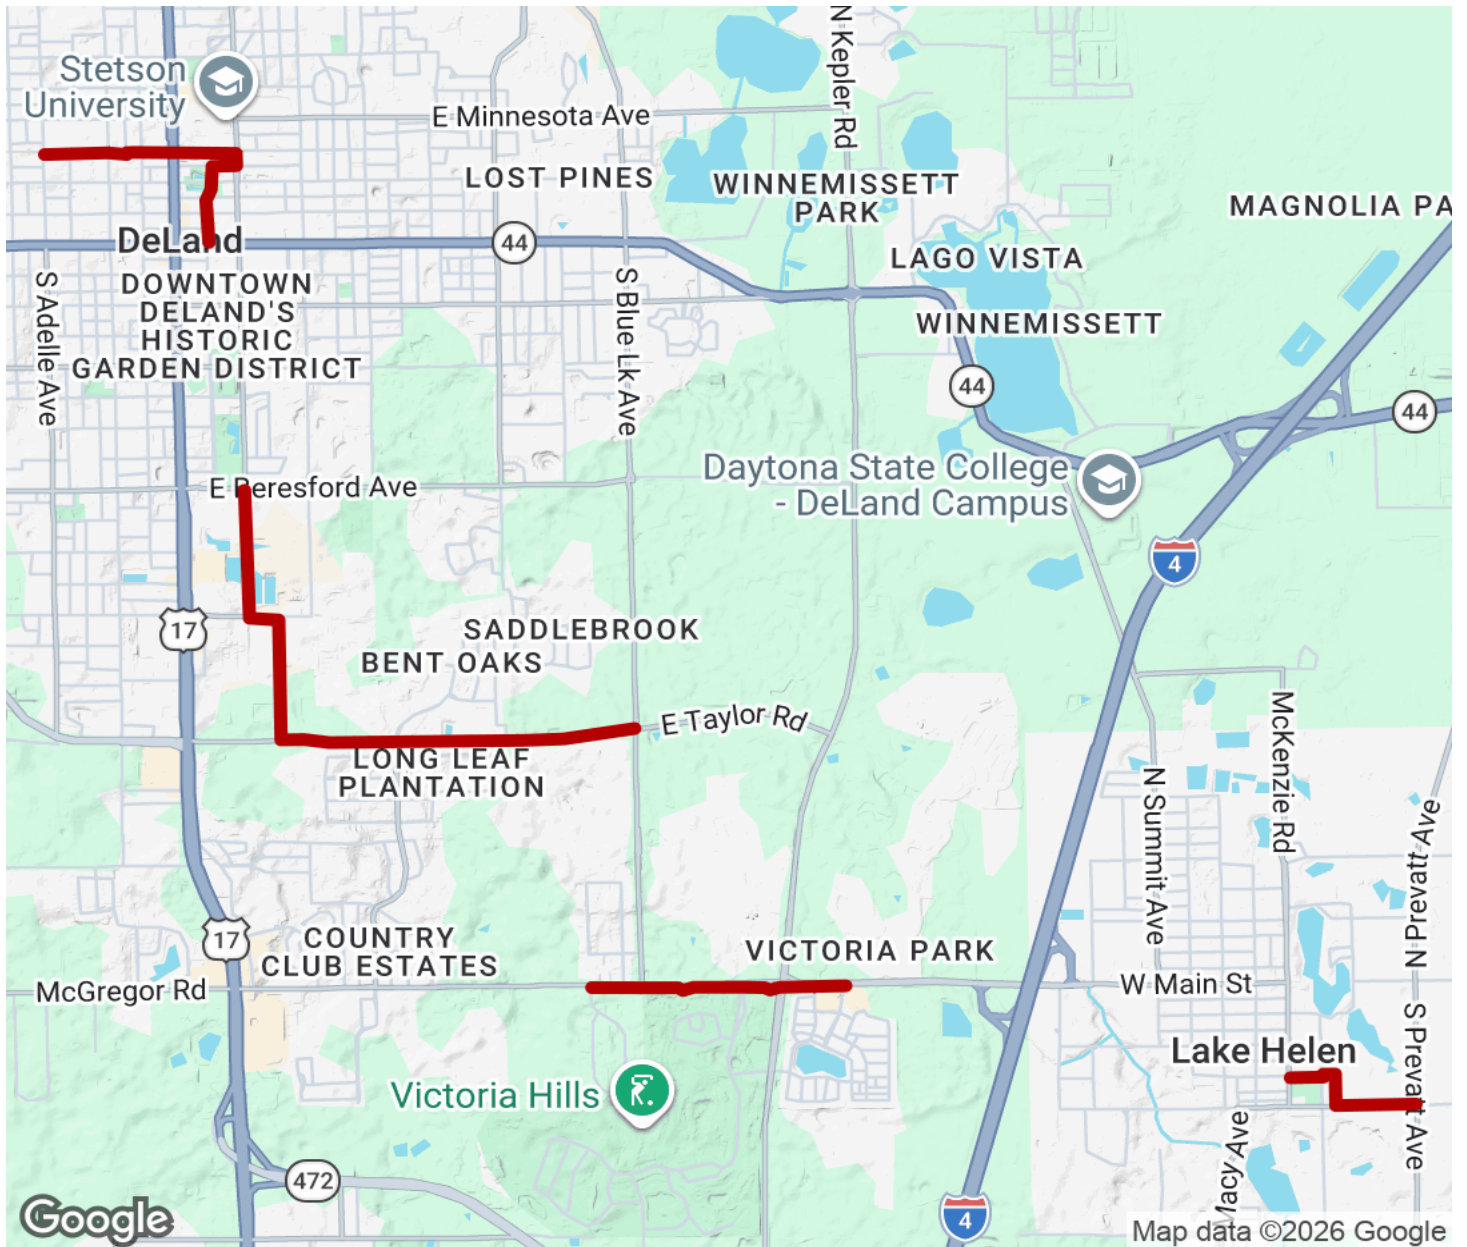 Stetson
University
E Minnesota Ave
N Kepler Rd
LOST PINES
WINNEMISSETT
PARK
MAGNOLIA PA
DeLand
44
LAGO VISTA
DOWNTOWN
DELAND'S
HISTORIC
GARDEN DISTRICT
S Adelle Ave
S Blue Lk Ave
WINNEMISSETT
44
44
Daytona State College
- DeLand Campus
E Beresford Ave
4
17
SADDLEBROOK
BENT OAKS
E Taylor Rd
LONG LEAF
PLANTATION
McKenzie Rd
N Summit Ave
N Prevatt Ave
17
COUNTRY
CLUB ESTATES
VICTORIA PARK
McGregor Rd
W Main St
S Prevatt Ave
Lake Helen
Victoria Hills
Macy Ave
472
4
Google
Map data ©2026 Google